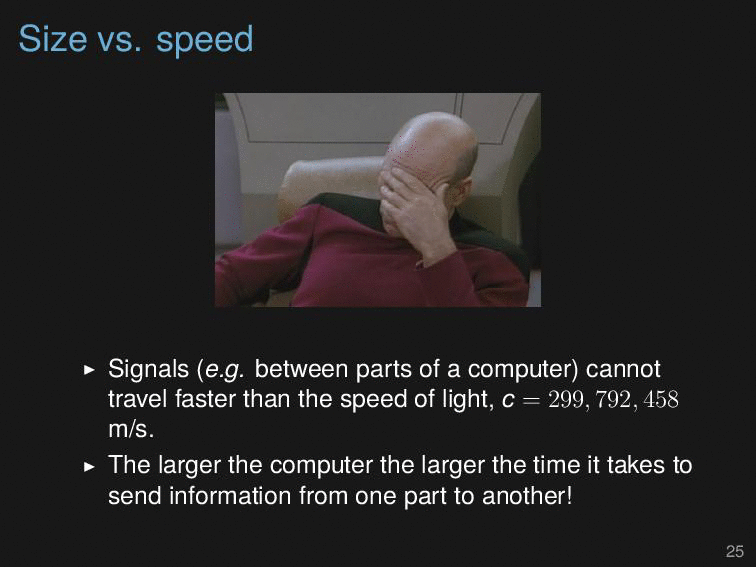 Size vs. speed
▶ Signals (e.g. between parts of a computer) cannot
travel faster than the speed of light, c = 299, 792, 458
m/s.
▶ The larger the computer the larger the time it takes to
send information from one part to another!
25